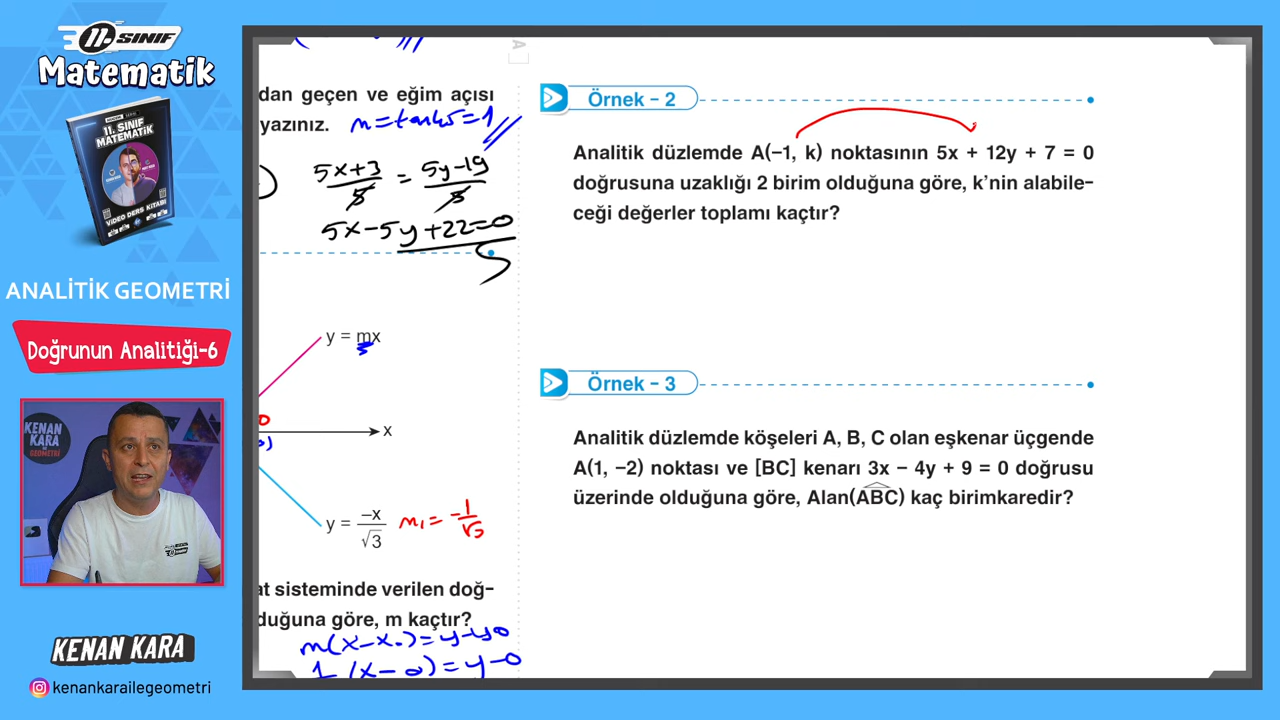 11. SINIF
Matematik
11. SINIF
MATEMATİK
VİDEO DERS KİTABI
ANALİTİK GEOMETRİ
Doğrunun Analitiği-6
KENAN
KARA
GEOMETRİ
KENAN KARA
kenankarailegeometri
dan geçen ve eğim açısı
yazınız. m=tan45=1
5x+3/5 = 5y-19/5
5x-5y+22=0
y = mx
x
y = –x/√3 m₁=-1/√3
at sisteminde verilen doğ-
duğuna göre, m kaçtır?
m(x-x₀)=y-y₀
1(x-0)=y-0
Örnek – 2
Analitik düzlemde A(–1, k) noktasının 5x + 12y + 7 = 0
doğrusuna uzaklığı 2 birim olduğuna göre, k’nin alabile-
ceği değerler toplamı kaçtır?
Örnek – 3
Analitik düzlemde köşeleri A, B, C olan eşkenar üçgende
A(1, –2) noktası ve [BC] kenarı 3x – 4y + 9 = 0 doğrusu
üzerinde olduğuna göre, Alan(ABC) kaç birimkaredir?